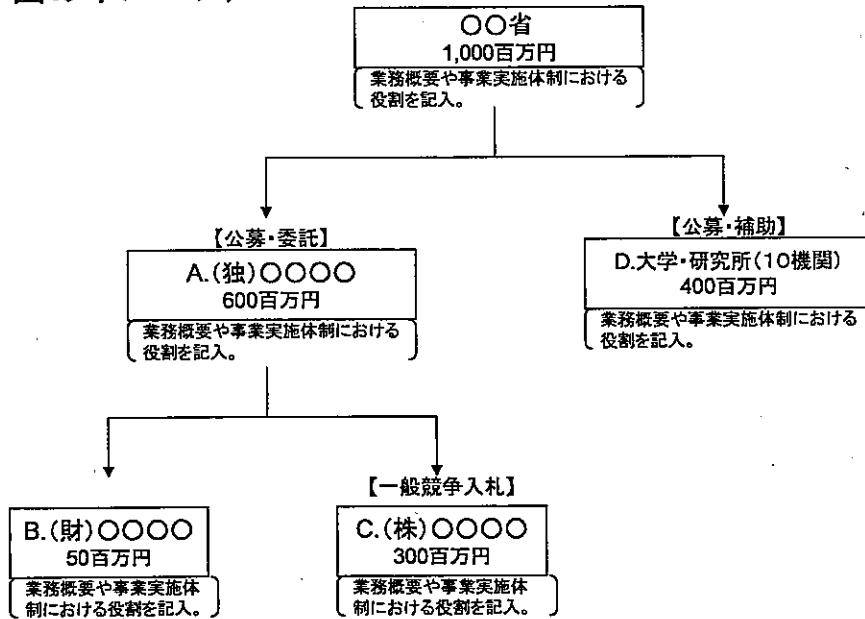 〇〇省
1,000百万円
業務概要や事業実施体制における
役割を記入。
【公募・委託】
A.(独)〇〇〇〇
600百万円
業務概要や事業実施体制における
役割を記入。
【公募・補助】
D.大学・研究所(10機関)
400百万円
業務概要や事業実施体制における
役割を記入。
B.(財)〇〇〇〇
50百万円
業務概要や事業実施体
制における役割を記入。
【一般競争入札】
C.(株)〇〇〇〇
300百万円
業務概要や事業実施体
制における役割を記入。